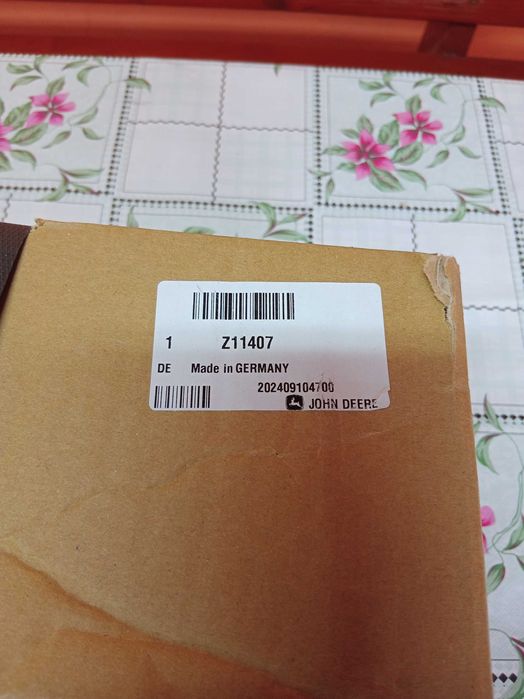 1 Z11407
DE Made in GERMANY
202409104700
JOHN DEERE